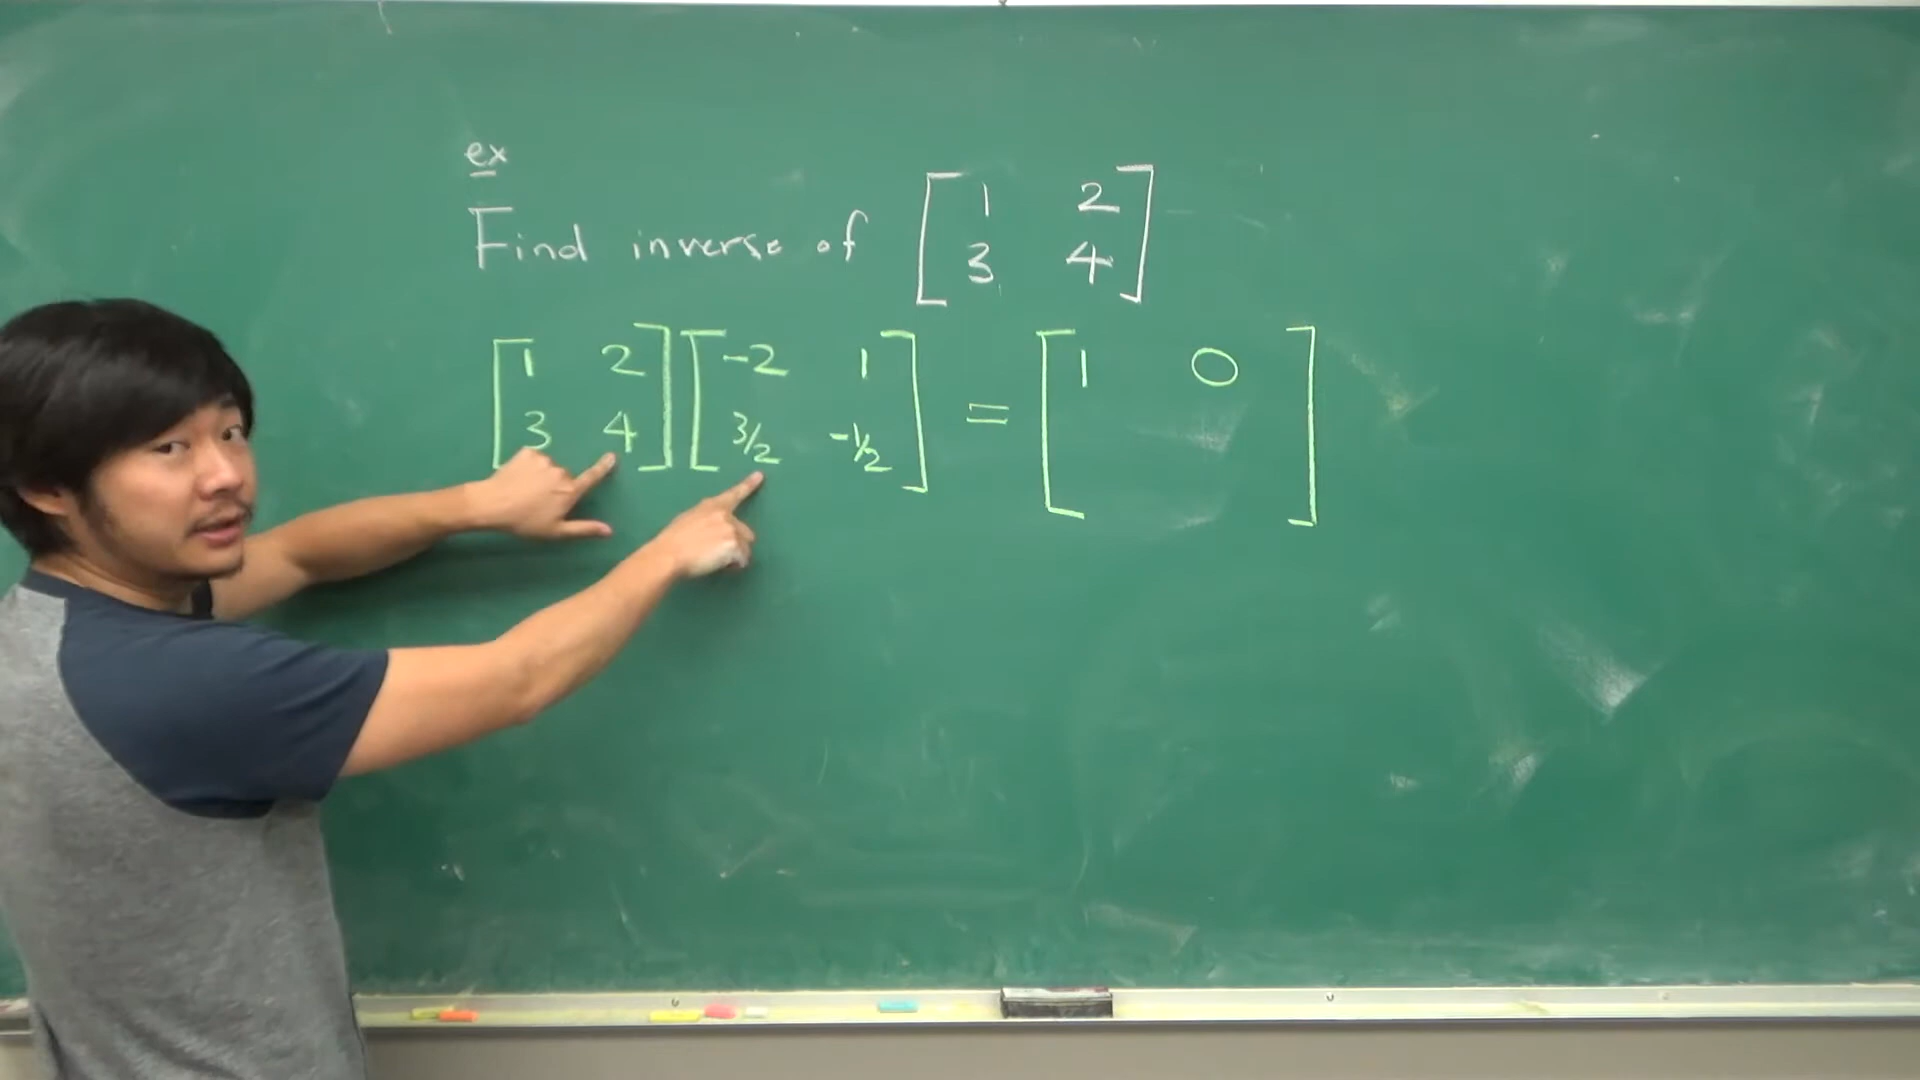 ex
Find inverse of [ 1 2
3 4 ]
[ 1 2 ] [ -2 1 ] = [ 1 0 ]
[ 3 4 ] [ 3/2 -1/2 ]